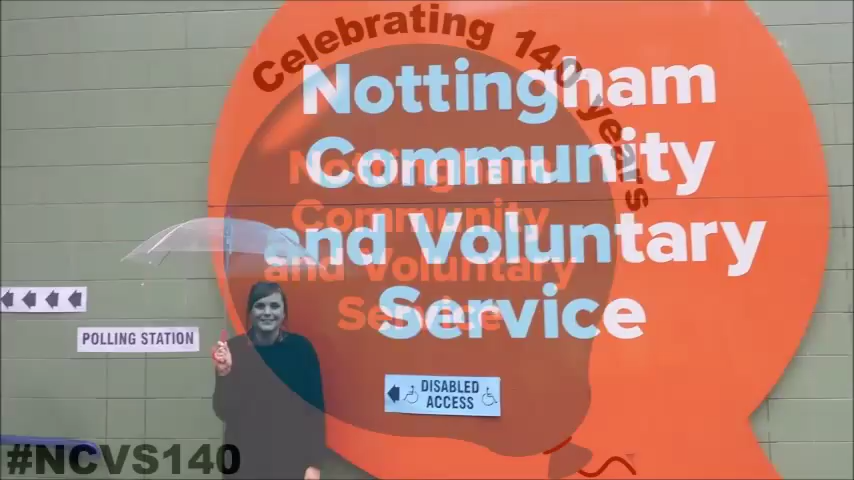 Celebrating 140 years
Nottingham
Community
and Voluntary
Service
Nottingham
Community
and Voluntary
Service
POLLING STATION
DISABLED
ACCESS
#NCVS140